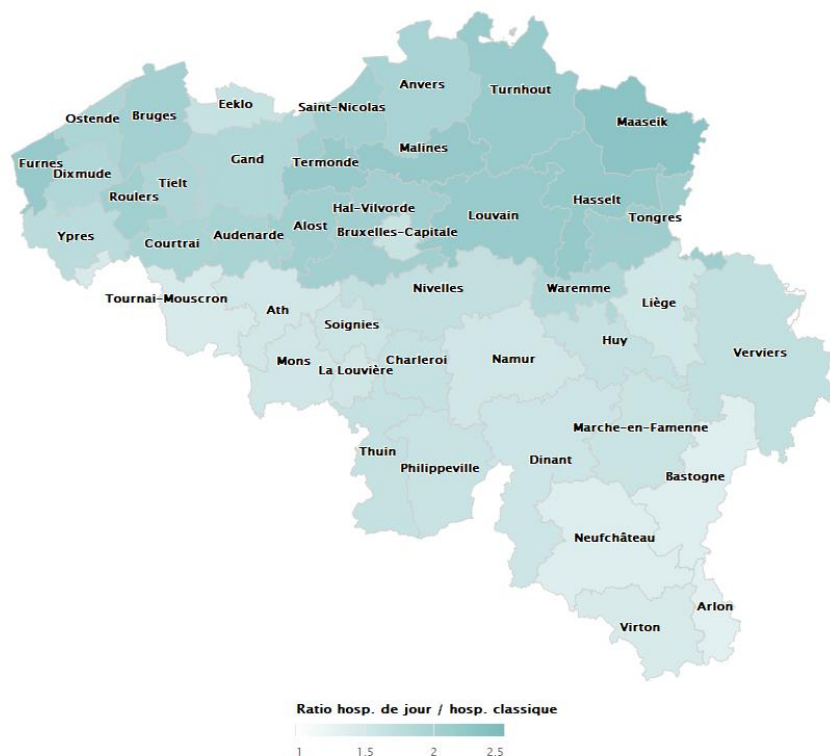 Anvers
Turnhout
Eeklo
Saint-Nicolas
Ostende
Bruges
Maaseik
Malines
Gand
Termonde
Furnes
Dixmude
Tielt
Roulers
Hasselt
Hal-Vilvorde
Louvain
Tongres
Alost
Audenarde
Bruxelles-Capitale
Ypres
Courtrai
Nivelles
Waremme
Tournai-Mouscron
Liège
Ath
Soignies
Huy
Verviers
Mons
La Louvière
Charleroi
Namur
Marche-en-Famenne
Thuin
Philippeville
Dinant
Bastogne
Neufchâteau
Arlon
Virton
Ratio hosp. de jour / hosp. classique
1 1.5 2 2.5